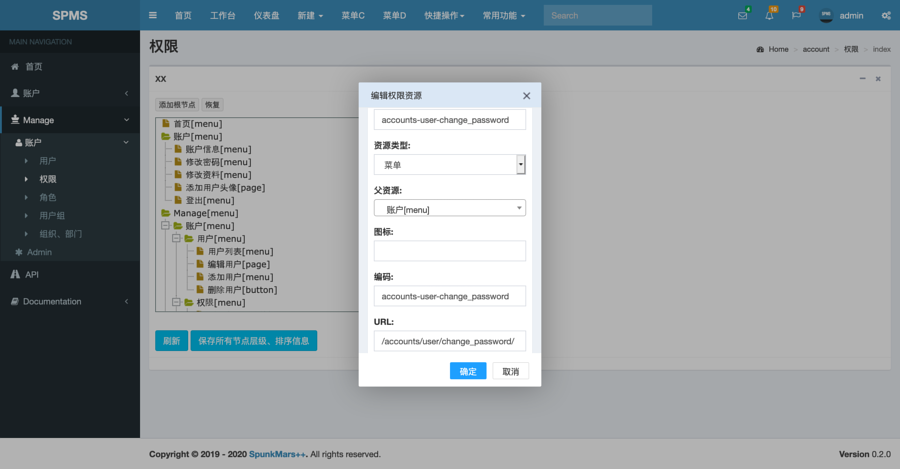 SPMS
首页 工作台 仪表盘 新建 菜单C 菜单D 快捷操作 常用功能 Search 4 10 9 admin
MAIN NAVIGATION
首页
账户
Manage
账户
用户
权限
角色
用户组
组织、部门
Admin
API
Documentation
权限
Home > account > 权限 > index
XX
添加根节点 恢复
首页[menu]
账户[menu]
账户信息[menu]
修改密码[menu]
修改资料[menu]
添加用户头像[page]
登出[menu]
Manage[menu]
账户[menu]
用户[menu]
用户列表[menu]
编辑用户[page]
添加用户[menu]
删除用户[button]
权限[menu]
刷新 保存所有节点层级、排序信息
编辑权限资源
accounts-user-change_password
资源类型:
菜单
父资源:
账户[menu]
图标:
编码:
accounts-user-change_password
URL:
/accounts/user/change_password/
确定 取消
Copyright © 2019 - 2020 SpunkMars++. All rights reserved.
Version 0.2.0